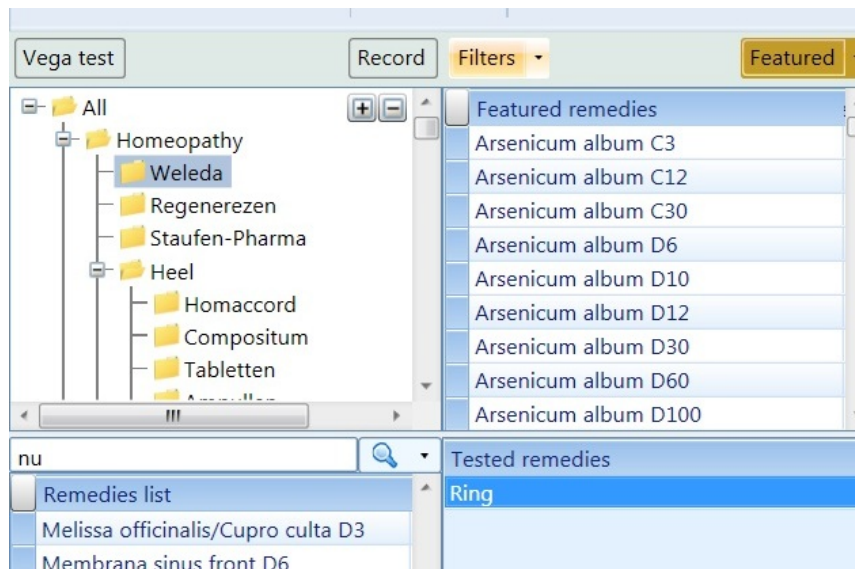 Vega test
Record
Filters
Featured
All
Homeopathy
Weleda
Regenerezen
Staufen-Pharma
Heel
Homaccord
Compositum
Tabletten
Ampullen
Featured remedies
Arsenicum album C3
Arsenicum album C12
Arsenicum album C30
Arsenicum album D6
Arsenicum album D10
Arsenicum album D12
Arsenicum album D30
Arsenicum album D60
Arsenicum album D100
nu
Remedies list
Melissa officinalis/Cupro culta D3
Membrana sinus front D6
Tested remedies
Ring